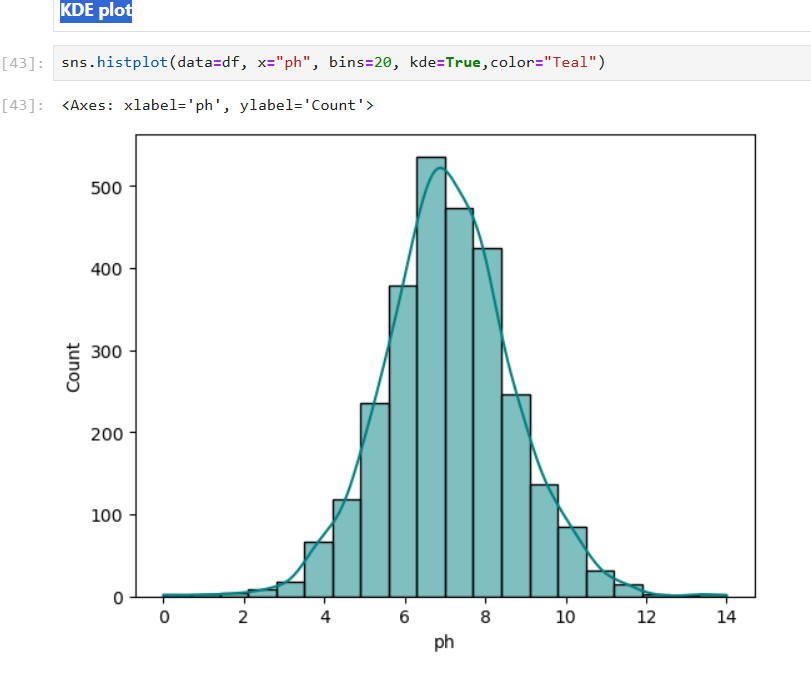 KDE plot
[43]: sns.histplot(data=df, x="ph", bins=20, kde=True,color="Teal")
[43]: <Axes: xlabel='ph', ylabel='Count'>
500
400
300
200
100
0
Count
0 2 4 6 8 10 12 14
ph